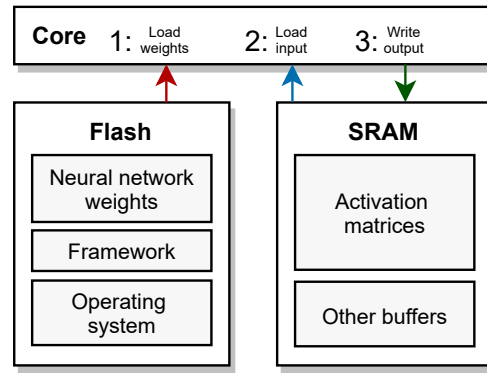 Core
1: Load
weights
2: Load
input
3: Write
output
Flash
Neural network
weights
Framework
Operating
system
SRAM
Activation
matrices
Other buffers